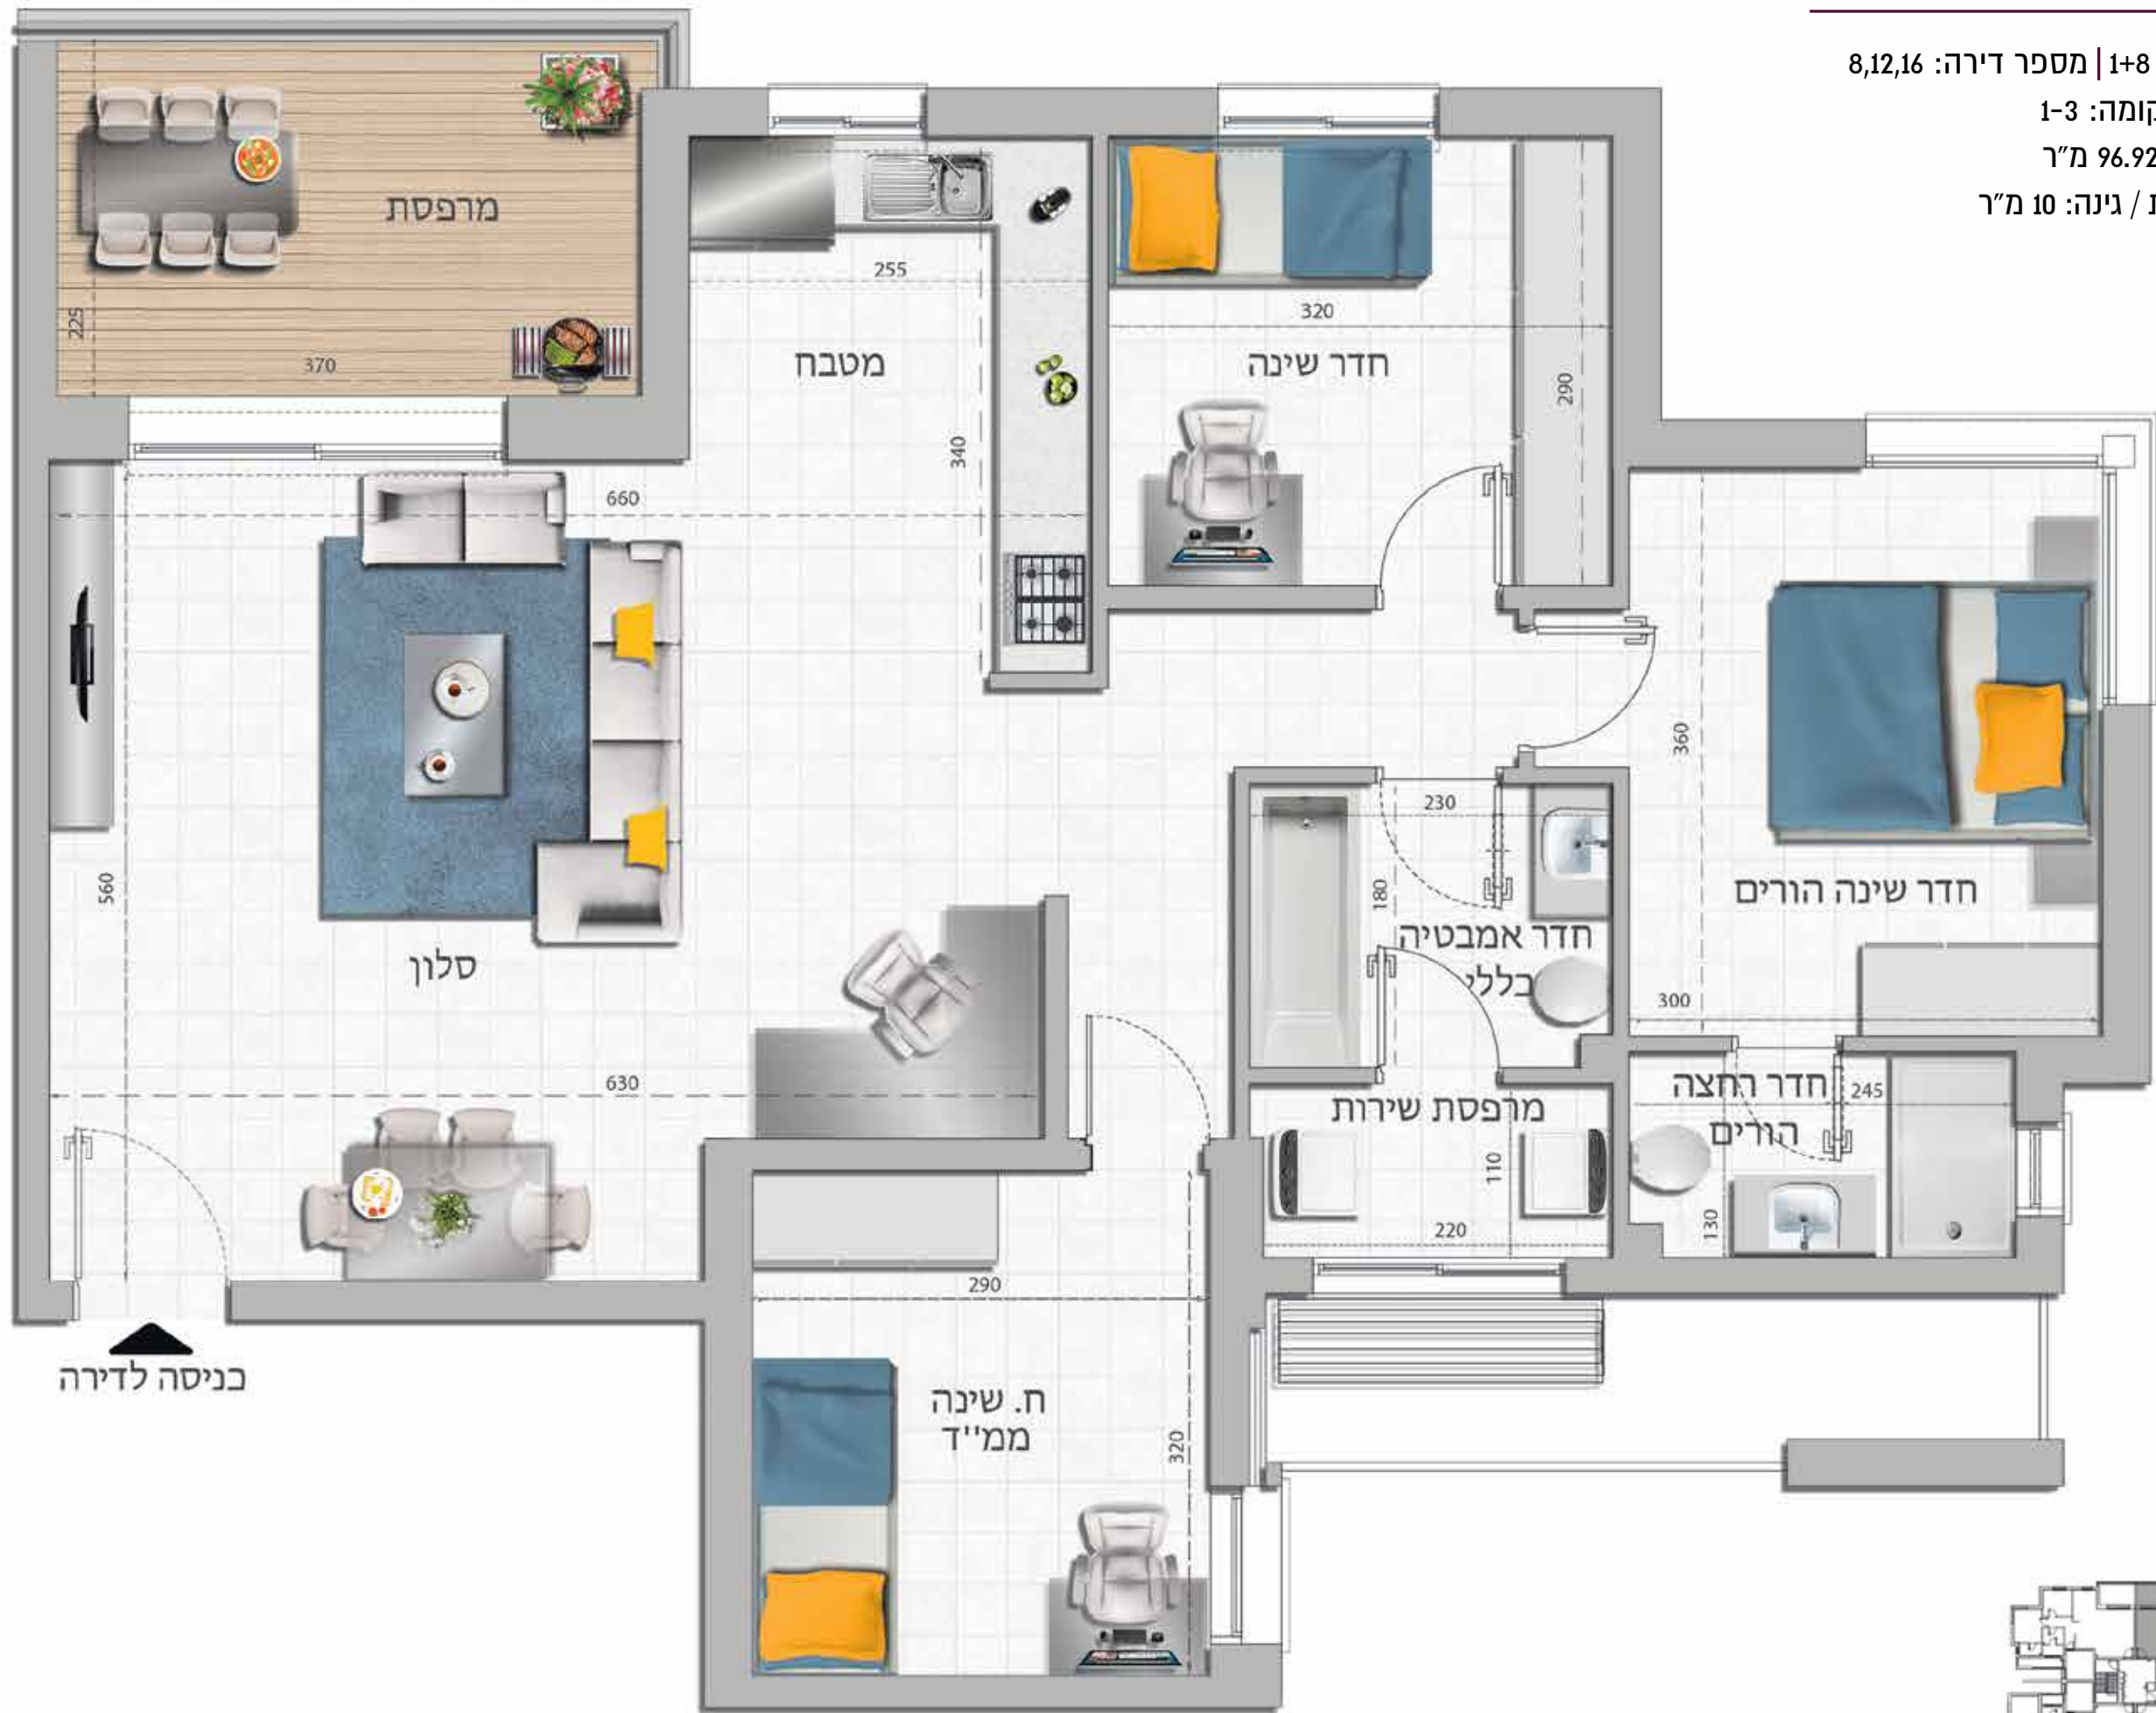 1+8 | מספר דירה: 8,12,16
קומה: 1-3
96.92 מ״ר
/ גינה: 10 מ״ר
מרפסת
225
370
255
מטבח
340
320
חדר שינה
290
660
560
סלון
630
230
180
חדר אמבטיה
כללי
360
חדר שינה הורים
300
מרפסת שירות
110
220
חדר רחצה
הורים
245
130
290
ח. שינה
ממ''ד
320
כניסה לדירה